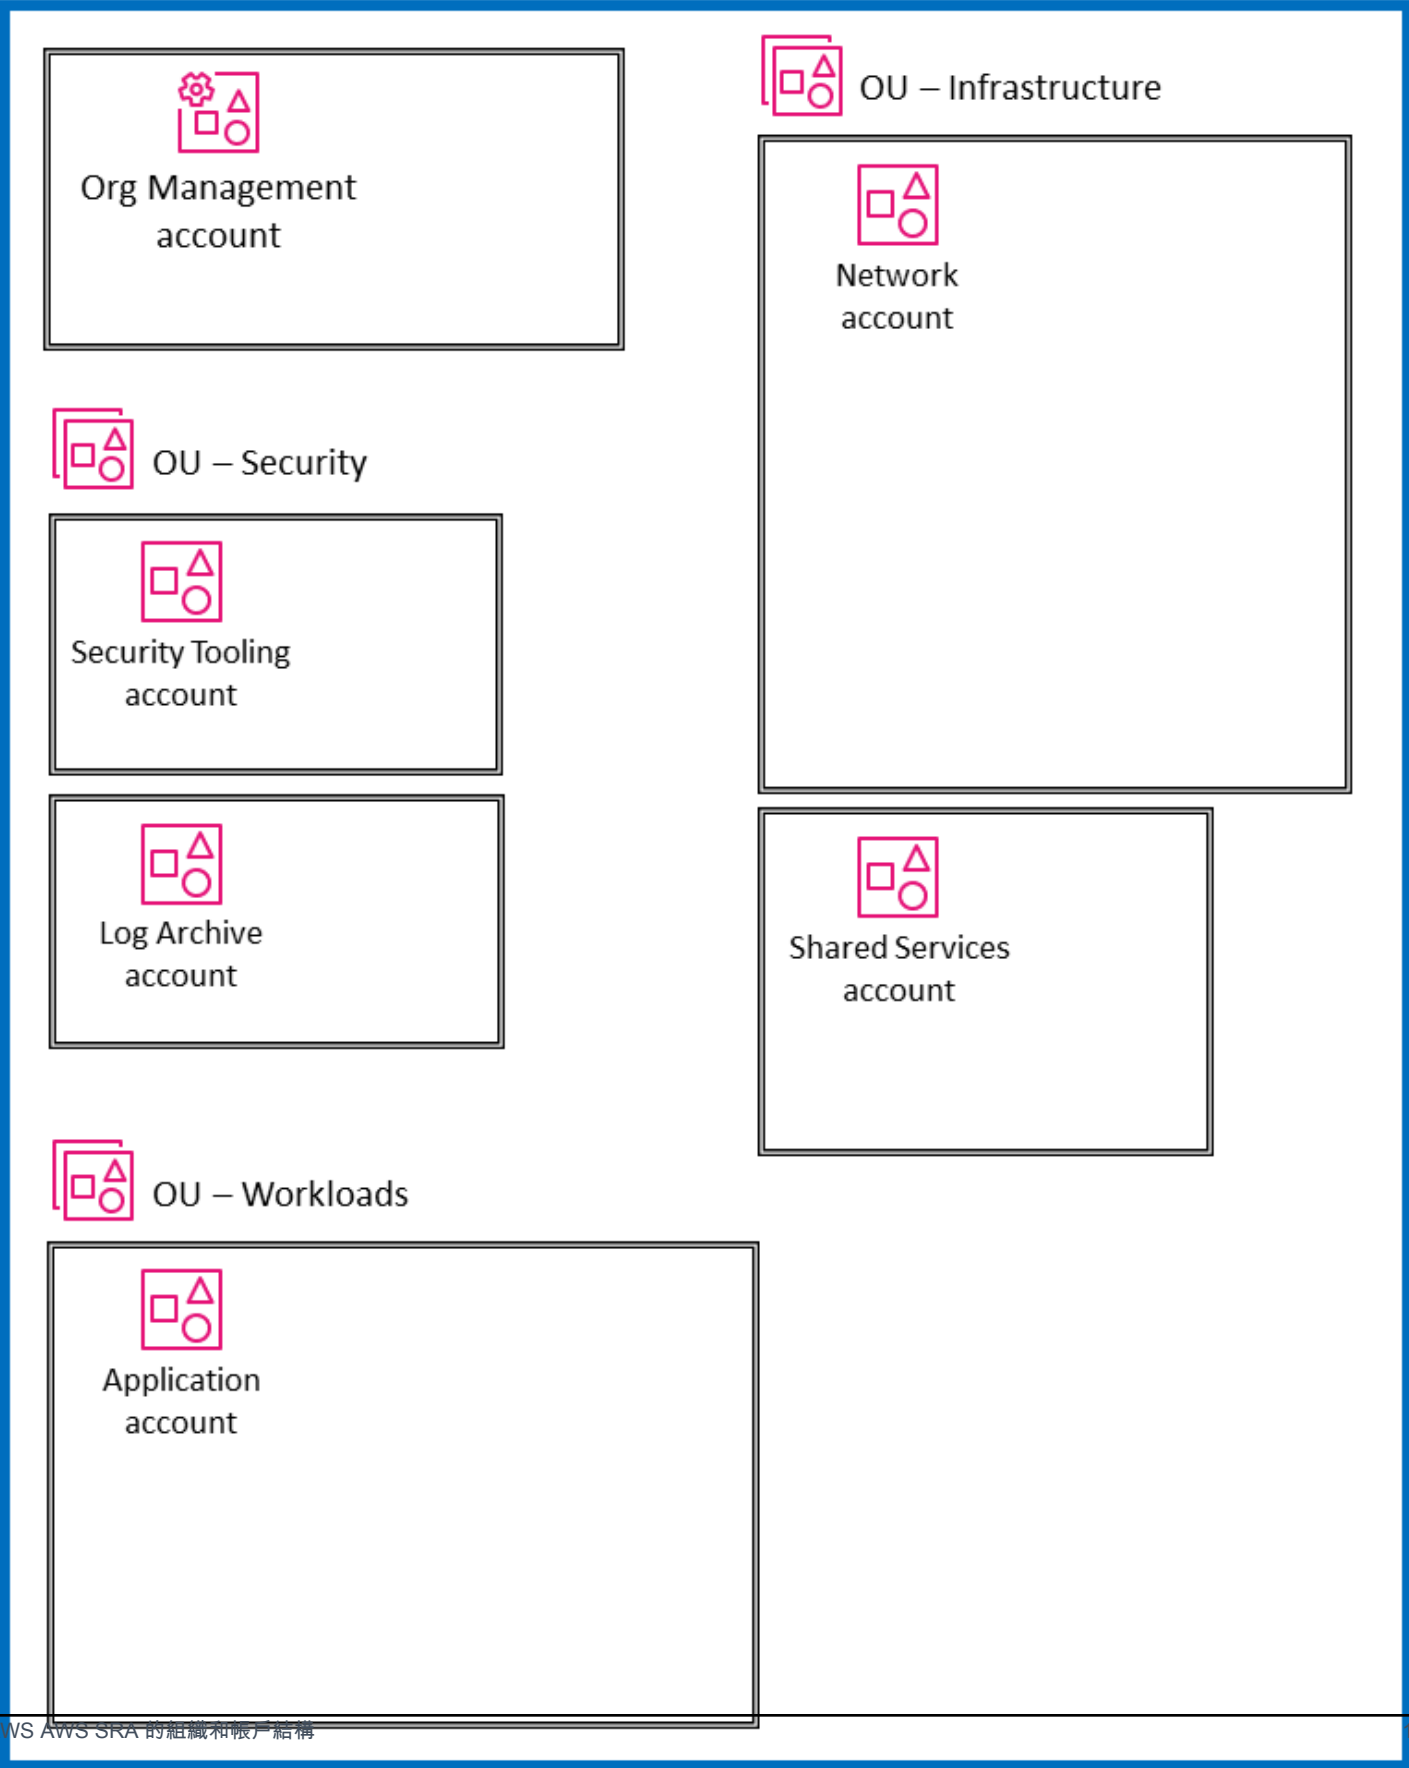 Org Management
account
OU – Security
Security Tooling
account
Log Archive
account
OU – Workloads
Application
account
OU – Infrastructure
Network
account
Shared Services
account
WS AWS SRA 的組織和帳戶結構